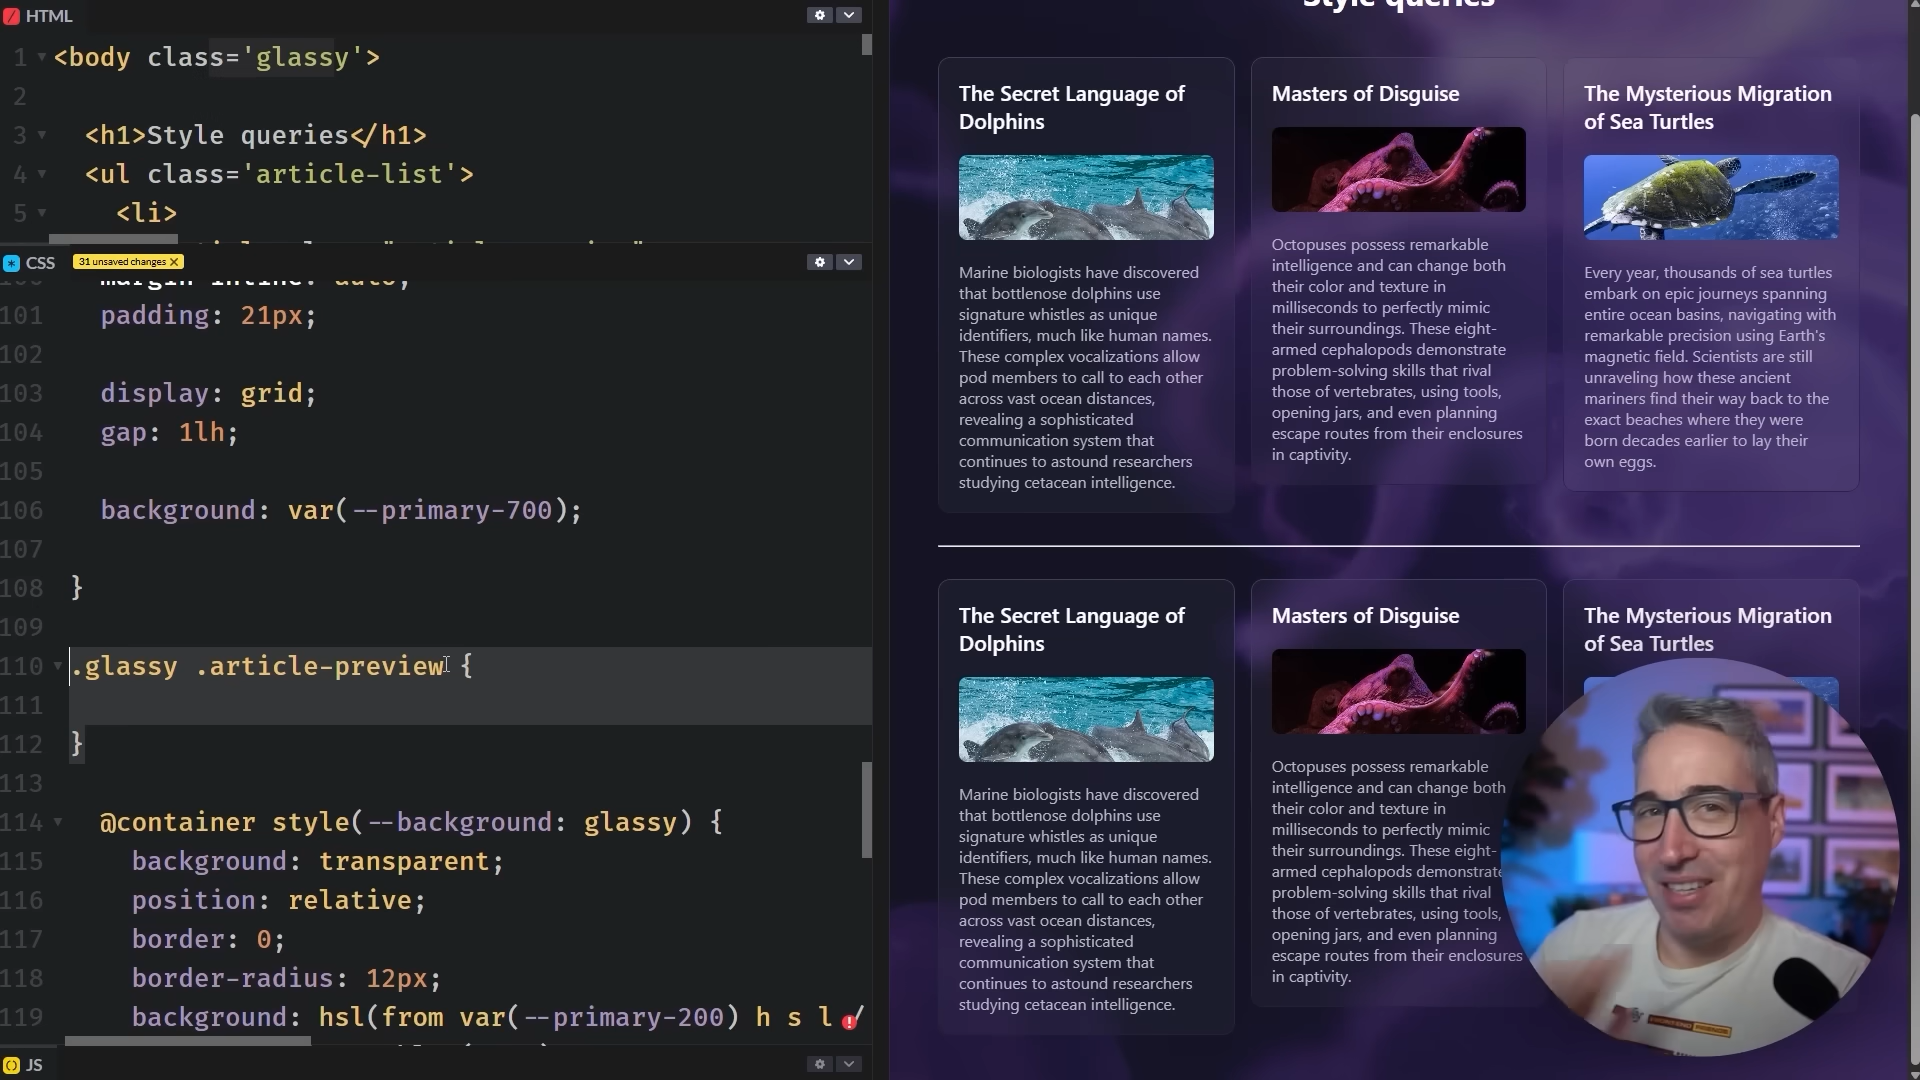 HTML
1 <body class='glassy'>
2
3 <h1>Style queries</h1>
4 <ul class='article-list'>
5 <li>
CSS
31 unsaved changes ×
101 padding: 21px;
102
103 display: grid;
104 gap: 1lh;
105
106 background: var(--primary-700);
107
108 }
109
110 .glassy .article-preview {
111
112 }
113
114 @container style(--background: glassy) {
115 background: transparent;
116 position: relative;
117 border: 0;
118 border-radius: 12px;
119 background: hsl(from var(--primary-200) h s l /
JS
Style queries
The Secret Language of
Dolphins
Marine biologists have discovered
that bottlenose dolphins use
signature whistles as unique
identifiers, much like human names.
These complex vocalizations allow
pod members to call to each other
across vast ocean distances,
revealing a sophisticated
communication system that
continues to astound researchers
studying cetacean intelligence.
Masters of Disguise
Octopuses possess remarkable
intelligence and can change both
their color and texture in
milliseconds to perfectly mimic
their surroundings. These eight-
armed cephalopods demonstrate
problem-solving skills that rival
those of vertebrates, using tools,
opening jars, and even planning
escape routes from their enclosures
in captivity.
The Mysterious Migration
of Sea Turtles
Every year, thousands of sea turtles
embark on epic journeys spanning
entire ocean basins, navigating with
remarkable precision using Earth's
magnetic field. Scientists are still
unraveling how these ancient
mariners find their way back to the
exact beaches where they were
born decades earlier to lay their
own eggs.
The Secret Language of
Dolphins
Marine biologists have discovered
that bottlenose dolphins use
signature whistles as unique
identifiers, much like human names.
These complex vocalizations allow
pod members to call to each other
across vast ocean distances,
revealing a sophisticated
communication system that
continues to astound researchers
studying cetacean intelligence.
Masters of Disguise
Octopuses possess remarkable
intelligence and can change both
their color and texture in
milliseconds to perfectly mimic
their surroundings. These eight-
armed cephalopods demonstrate
problem-solving skills that rival
those of vertebrates, using tools,
opening jars, and even planning
escape routes from their enclosures
in captivity.
The Mysterious Migration
of Sea Turtles